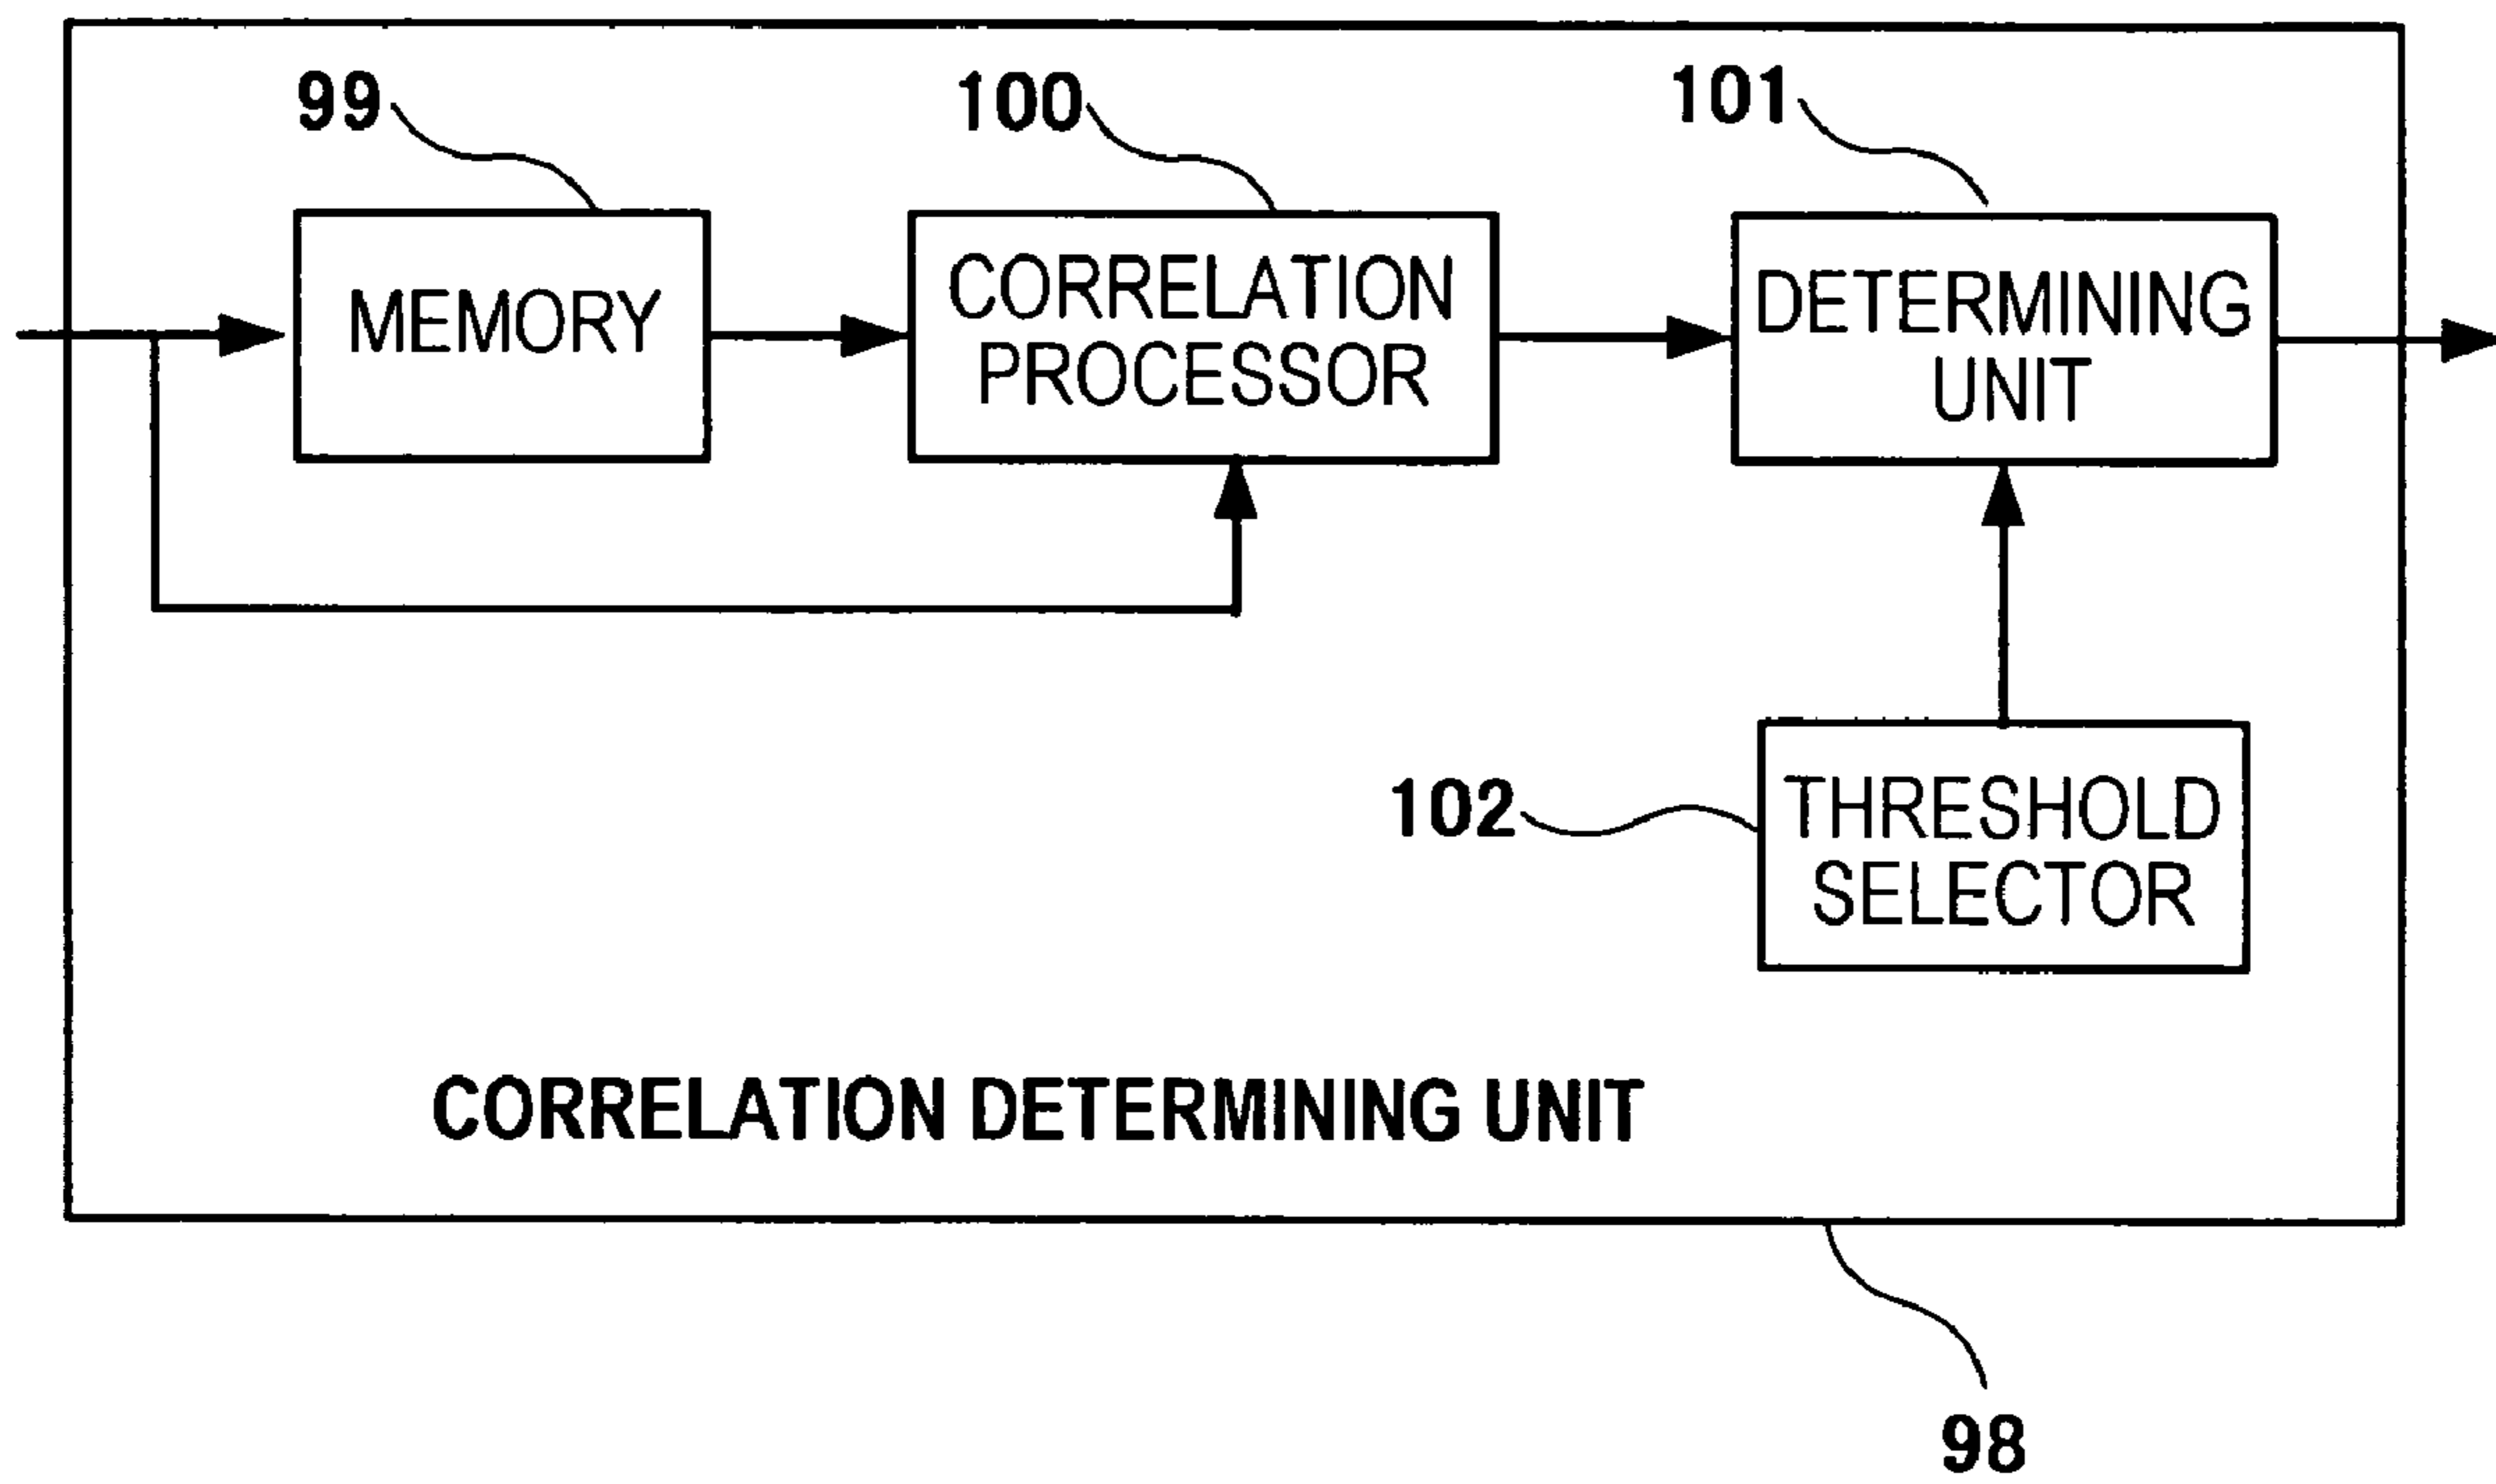 99
100
101
MEMORY
CORRELATION
PROCESSOR
DETERMINING
UNIT
102
THRESHOLD
SELECTOR
CORRELATION DETERMINING UNIT
98